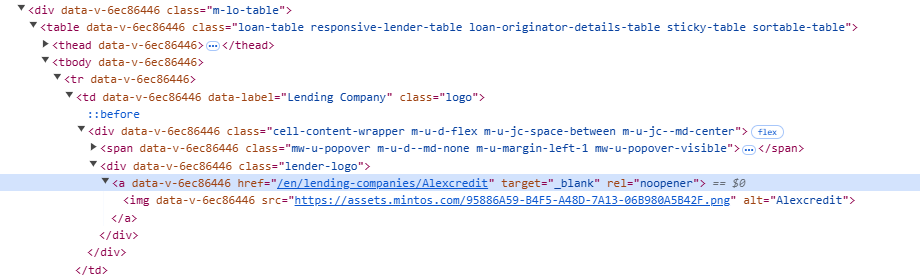 <div data-v-6ec86446 class="m-lo-table">
<table data-v-6ec86446 class="loan-table responsive-lender-table loan-originator-details-table sticky-table sortable-table">
<thead data-v-6ec86446> ⋯ </thead>
<tbody data-v-6ec86446>
<tr data-v-6ec86446>
<td data-v-6ec86446 data-label="Lending Company" class="logo">
::before
<div data-v-6ec86446 class="cell-content-wrapper m-u-d-flex m-u-jc-space-between m-u-jc--md-center"> flex
<span data-v-6ec86446 class="mw-u-popover m-u-d--md-none m-u-margin-left-1 mw-u-popover-visible"> ⋯ </span>
<div data-v-6ec86446 class="lender-logo">
<a data-v-6ec86446 href="/en/lending-companies/Alexcredit" target="_blank" rel="noopener"> == $0
<img data-v-6ec86446 src="https://assets.mintos.com/95886A59-B4F5-A48D-7A13-06B980A5B42F.png" alt="Alexcredit">
</a>
</div>
</div>
</td>